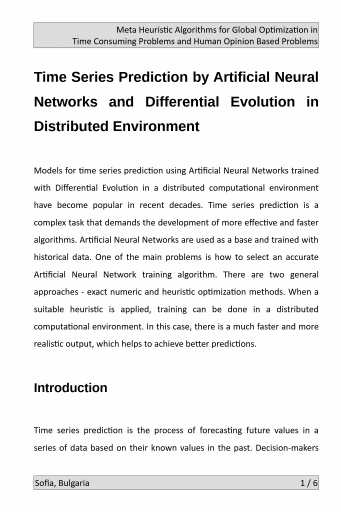 Meta Heuristic Algorithms for Global Optimization in
Time Consuming Problems and Human Opinion Based Problems
Time Series Prediction by Artificial Neural
Networks and Differential Evolution in
Distributed Environment
Models for time series prediction using Artificial Neural Networks trained
with Differential Evolution in a distributed computational environment
have become popular in recent decades. Time series prediction is a
complex task that demands the development of more effective and faster
algorithms. Artificial Neural Networks are used as a base and trained with
historical data. One of the main problems is how to select an accurate
Artificial Neural Network training algorithm. There are two general
approaches - exact numeric and heuristic optimization methods. When a
suitable heuristic is applied, training can be done in a distributed
computational environment. In this case, there is a much faster and more
realistic output, which helps to achieve better predictions.
Introduction
Time series prediction is the process of forecasting future values in a
series of data based on their known values in the past. Decision-makers
Sofia, Bulgaria 1 / 6